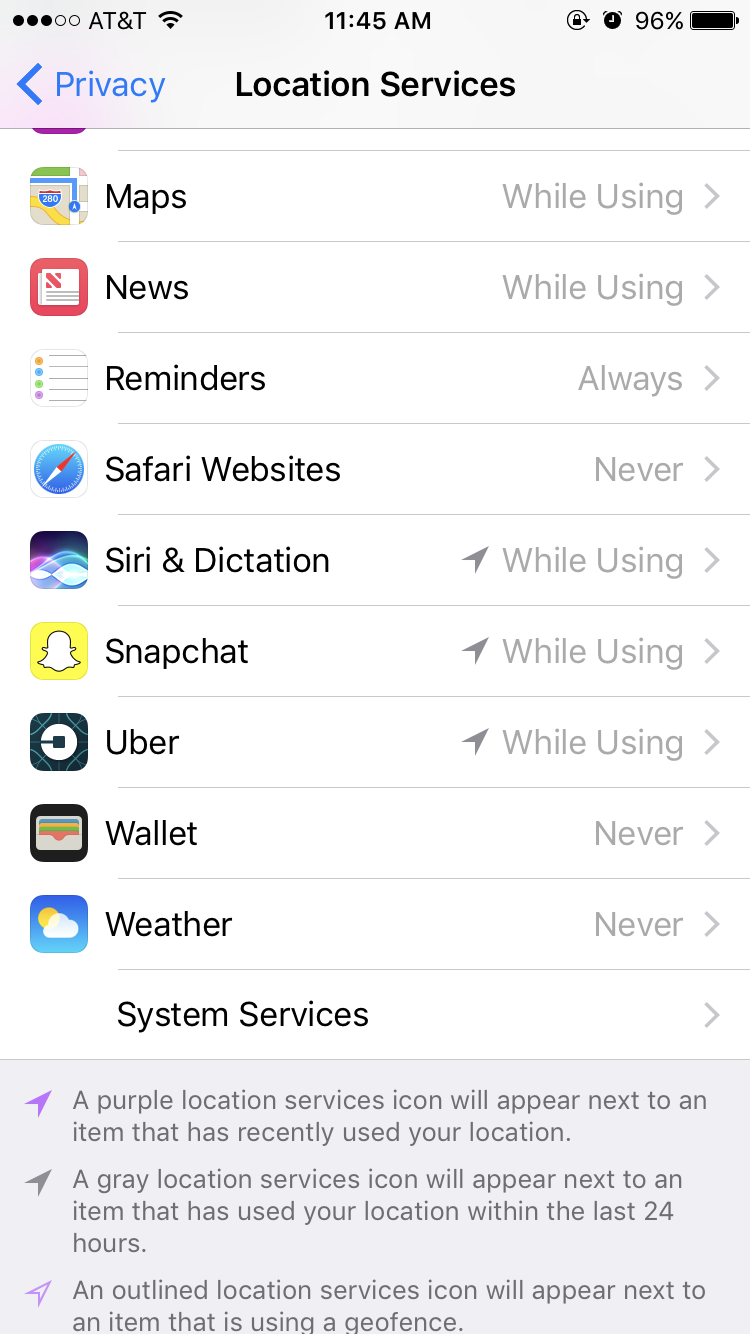 AT&T 11:45 AM 96%
Privacy Location Services
280
Maps While Using
News While Using
Reminders Always
Safari Websites Never
Siri & Dictation While Using
Snapchat While Using
Uber While Using
Wallet Never
Weather Never
System Services
A purple location services icon will appear next to an
item that has recently used your location.
A gray location services icon will appear next to an
item that has used your location within the last 24
hours.
An outlined location services icon will appear next to
an item that is using a geofence.